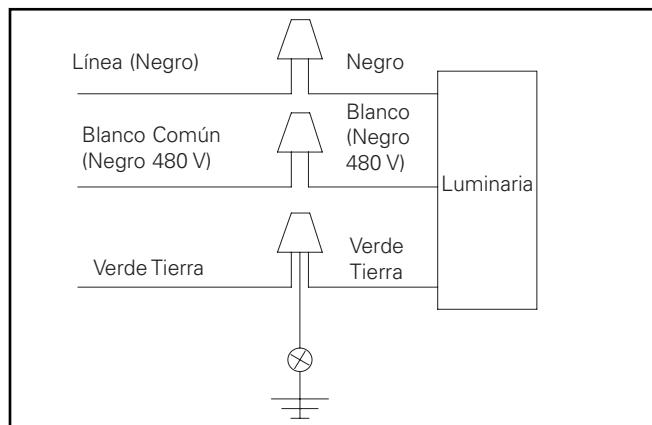 Línea (Negro)
Negro
Blanco Común
(Negro 480 V)
Blanco
(Negro
480 V)
Luminaria
Verde Tierra
Verde
Tierra